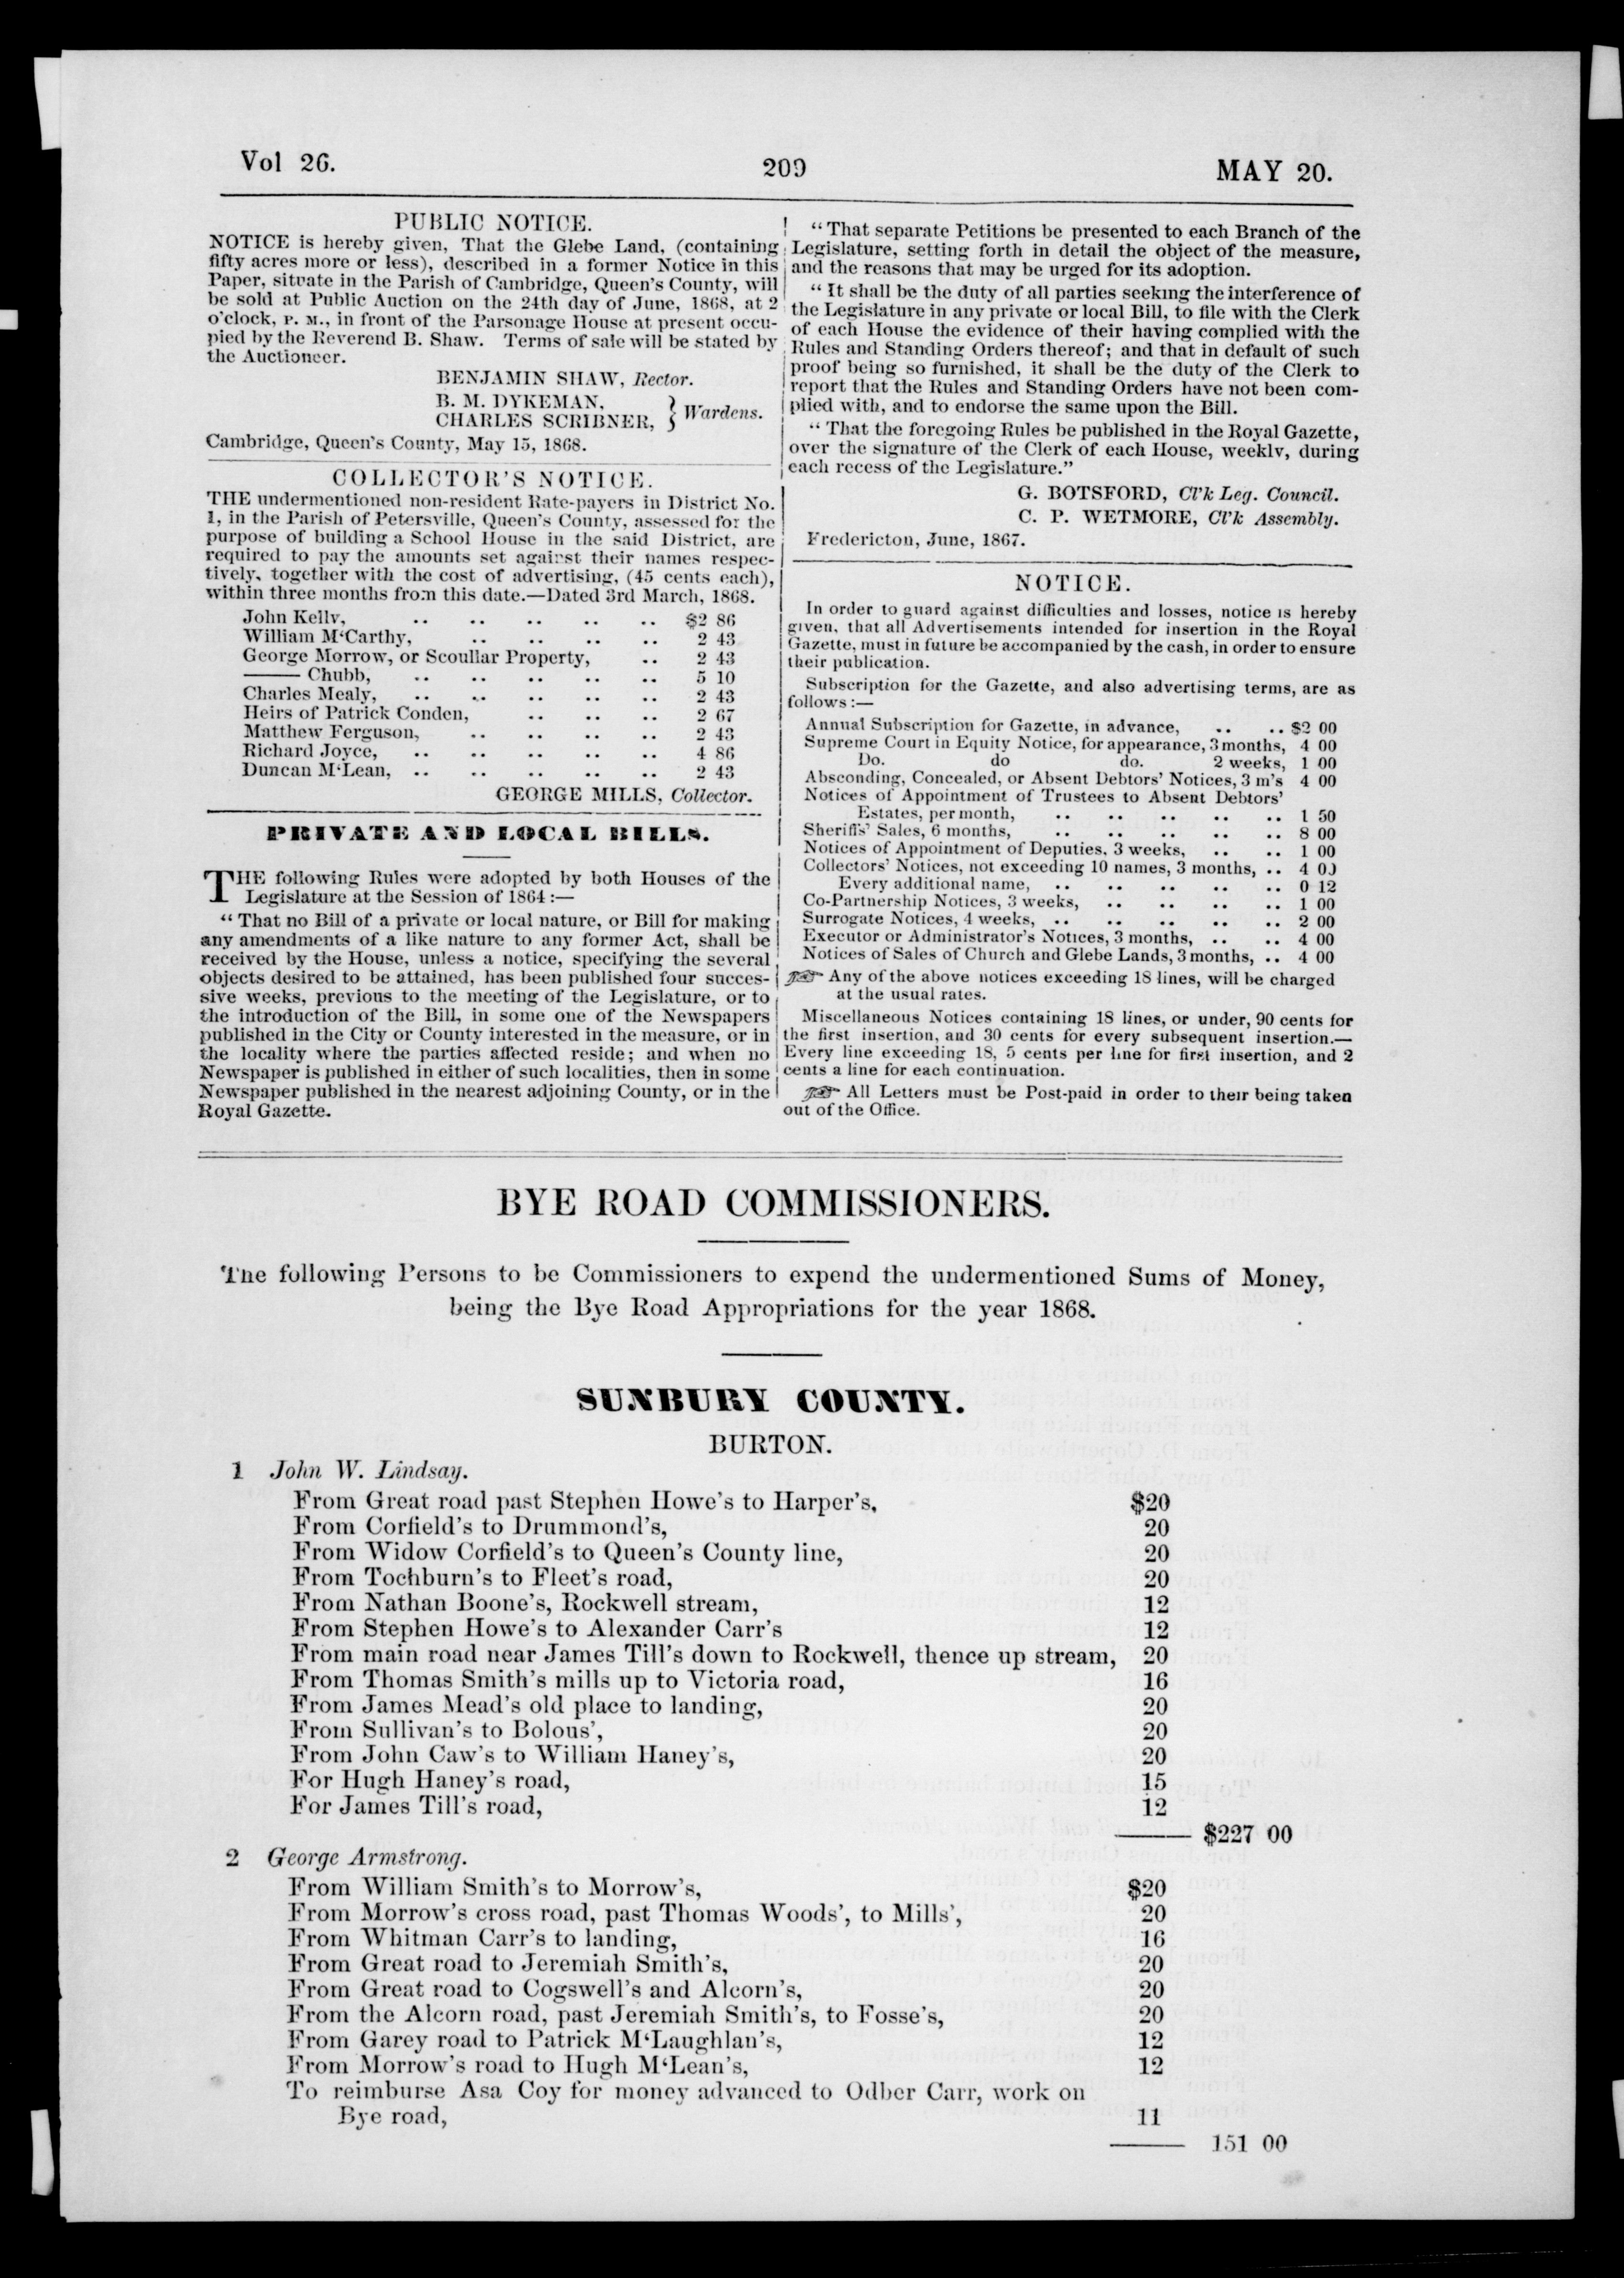 Vol 26. 209 MAY 20.
PUBLIC NOTICE.
NOTICE is hereby given, That the Glebe Land, (containing
fifty acres more or less), described in a former Notice in this
Paper, situate in the Parish of Cambridge, Queen's County, will
be sold at Public Auction on the 24th day of June, 1868, at 2
o'clock, P. M., in front of the Parsonage House at present occu-
pied by the Reverend B. Shaw. Terms of sale will be stated by
the Auctioneer.
BENJAMIN SHAW, Rector.
B. M. DYKEMAN,
CHARLES SCRIBNER, } Wardens.
Cambridge, Queen's County, May 15, 1868.
COLLECTOR'S NOTICE.
THE undermentioned non-resident Rate-payers in District No.
1, in the Parish of Petersville, Queen's County, assessed for the
purpose of building a School House in the said District, are
required to pay the amounts set against their names respec-
tively, together with the cost of advertising, (45 cents each),
within three months from this date.—Dated 3rd March, 1868.
John Kelly, .. .. .. .. .. $2 86
William M‘Carthy, .. .. .. .. 2 43
George Morrow, or Scoullar Property, .. 2 43
—— Chubb, .. .. .. .. .. 5 10
Charles Mealy, .. .. .. .. .. 2 43
Heirs of Patrick Conden, .. .. .. 2 67
Matthew Ferguson, .. .. .. .. 2 43
Richard Joyce, .. .. .. .. .. 4 86
Duncan M‘Lean, .. .. .. .. .. 2 43
GEORGE MILLS, Collector.
PRIVATE AND LOCAL BILLS.
THE following Rules were adopted by both Houses of the
Legislature at the Session of 1864:—
“That no Bill of a private or local nature, or Bill for making
any amendments of a like nature to any former Act, shall be
received by the House, unless a notice, specifying the several
objects desired to be attained, has been published four succes-
sive weeks, previous to the meeting of the Legislature, or to
the introduction of the Bill, in some one of the Newspapers
published in the City or County interested in the measure, or in
the locality where the parties affected reside; and when no
Newspaper is published in either of such localities, then in some
Newspaper published in the nearest adjoining County, or in the
Royal Gazette.
“That separate Petitions be presented to each Branch of the
Legislature, setting forth in detail the object of the measure,
and the reasons that may be urged for its adoption.
“It shall be the duty of all parties seeking the interference of
the Legislature in any private or local Bill, to file with the Clerk
of each House the evidence of their having complied with the
Rules and Standing Orders thereof; and that in default of such
proof being so furnished, it shall be the duty of the Clerk to
report that the Rules and Standing Orders have not been com-
plied with, and to endorse the same upon the Bill.
“That the foregoing Rules be published in the Royal Gazette,
over the signature of the Clerk of each House, weekly, during
each recess of the Legislature.”
G. BOTSFORD, Cl'k Leg. Council.
C. P. WETMORE, Cl'k Assembly.
Fredericton, June, 1867.
NOTICE.
In order to guard against difficulties and losses, notice is hereby
given, that all Advertisements intended for insertion in the Royal
Gazette, must in future be accompanied by the cash, in order to ensure
their publication.
Subscription for the Gazette, and also advertising terms, are as
follows:—
Annual Subscription for Gazette, in advance, .. .. $2 00
Supreme Court in Equity Notice, for appearance, 3 months, 4 00
Do. do do. 2 weeks, 1 00
Absconding, Concealed, or Absent Debtors' Notices, 3 m's 4 00
Notices of Appointment of Trustees to Absent Debtors'
Estates, per month, .. .. .. .. .. 1 50
Sheriffs' Sales, 6 months, .. .. .. .. .. 8 00
Notices of Appointment of Deputies, 3 weeks, .. .. 1 00
Collectors' Notices, not exceeding 10 names, 3 months, .. 4 00
Every additional name, .. .. .. .. .. 0 12
Co-Partnership Notices, 3 weeks, .. .. .. .. 1 00
Surrogate Notices, 4 weeks, .. .. .. .. .. 2 00
Executor or Administrator's Notices, 3 months, .. .. 4 00
Notices of Sales of Church and Glebe Lands, 3 months, .. 4 00
☞ Any of the above notices exceeding 18 lines, will be charged
at the usual rates.
Miscellaneous Notices containing 18 lines, or under, 90 cents for
the first insertion, and 30 cents for every subsequent insertion.—
Every line exceeding 18, 5 cents per line for first insertion, and 2
cents a line for each continuation.
☞ All Letters must be Post-paid in order to their being taken
out of the Office.
BYE ROAD COMMISSIONERS.
The following Persons to be Commissioners to expend the undermentioned Sums of Money,
being the Bye Road Appropriations for the year 1868.
SUNBURY COUNTY.
BURTON.
1 John W. Lindsay.
From Great road past Stephen Howe's to Harper's, $20
From Corfield's to Drummond's, 20
From Widow Corfield's to Queen's County line, 20
From Tochburn's to Fleet's road, 20
From Nathan Boone's, Rockwell stream, 12
From Stephen Howe's to Alexander Carr's 12
From main road near James Till's down to Rockwell, thence up stream, 20
From Thomas Smith's mills up to Victoria road, 16
From James Mead's old place to landing, 20
From Sullivan's to Bolous', 20
From John Caw's to William Haney's, 20
For Hugh Haney's road, 15
For James Till's road, 12
—— $227 00
2 George Armstrong.
From William Smith's to Morrow's, $20
From Morrow's cross road, past Thomas Woods', to Mills', 20
From Whitman Carr's to landing, 16
From Great road to Jeremiah Smith's, 20
From Great road to Cogswell's and Alcorn's, 20
From the Alcorn road, past Jeremiah Smith's, to Fosse's, 20
From Garey road to Patrick M‘Laughlan's, 12
From Morrow's road to Hugh M‘Lean's, 12
To reimburse Asa Coy for money advanced to Odber Carr, work on
Bye road, 11
—— 151 00